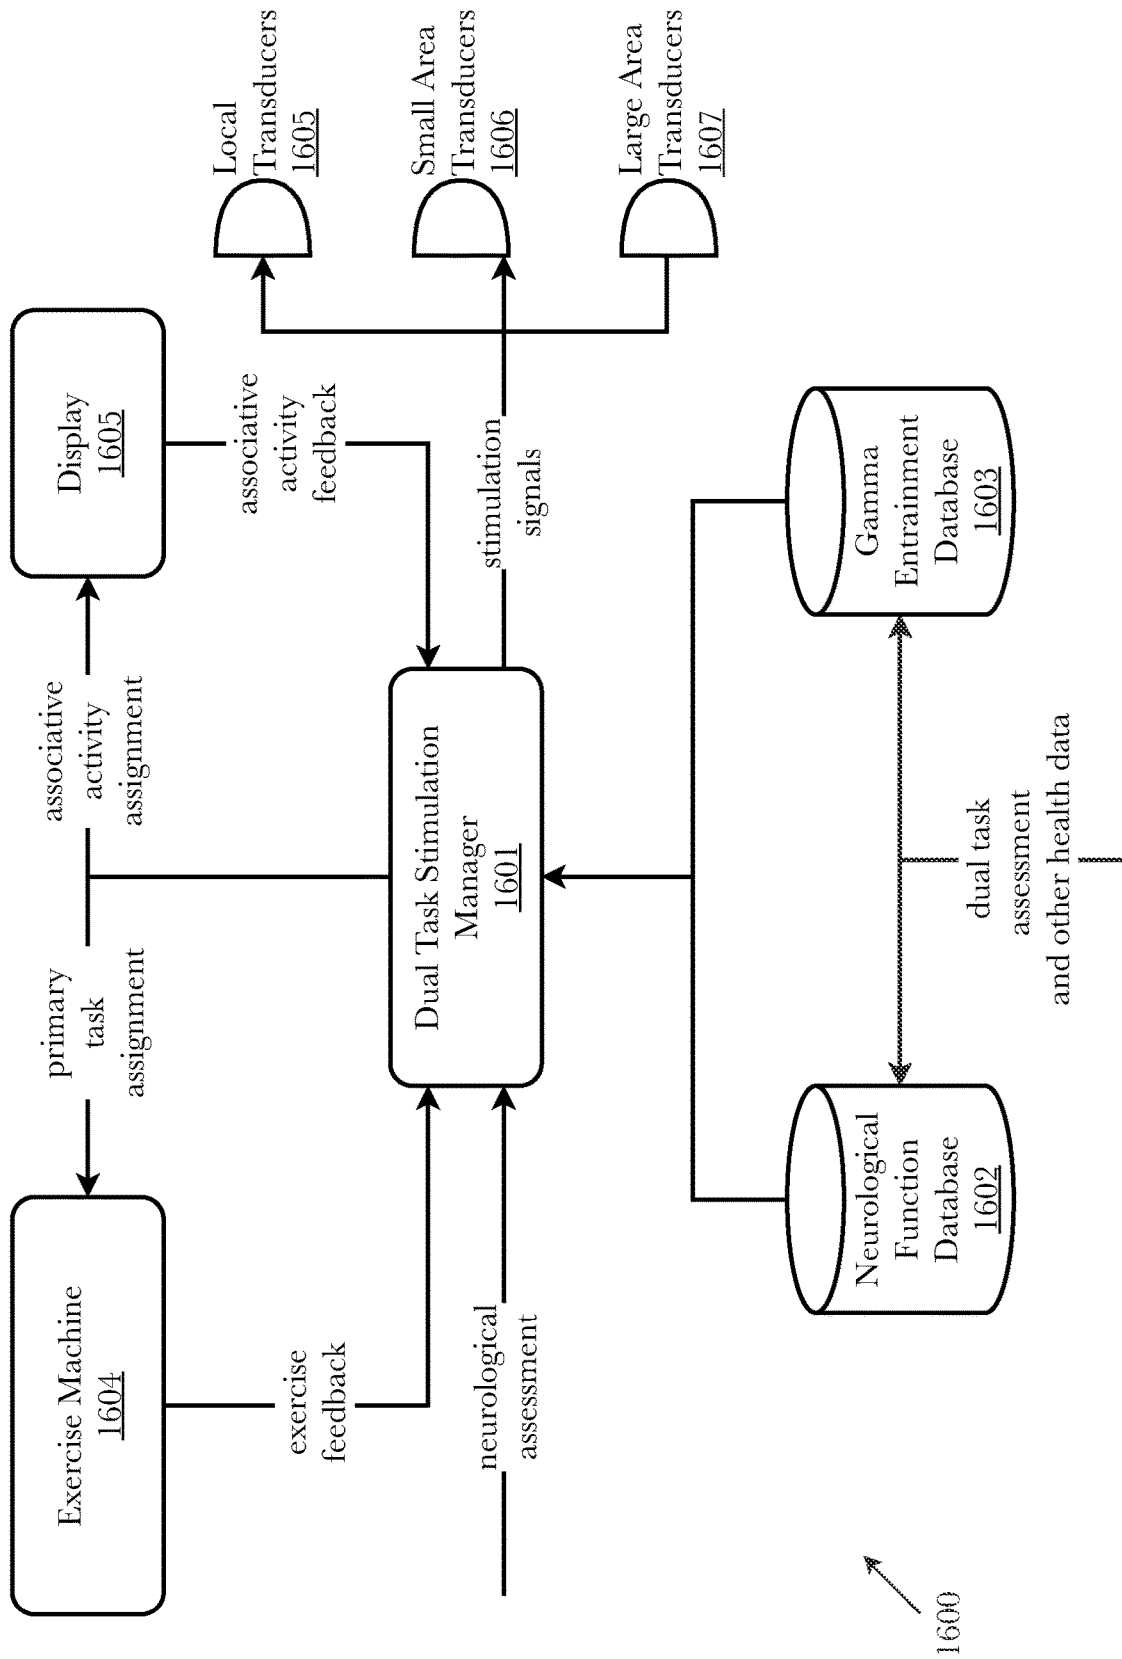 Exercise Machine
1604
primary
task
assignment
associative
activity
assignment
Display
1605
exercise
feedback
associative
activity
feedback
Local
Transducers
1605
neurological
assessment
Dual Task Stimulation
Manager
1601
stimulation
signals
Small Area
Transducers
1606
Large Area
Transducers
1607
Neurological
Function
Database
1602
Gamma
Entrainment
Database
1603
dual task
assessment
and other health data
1600